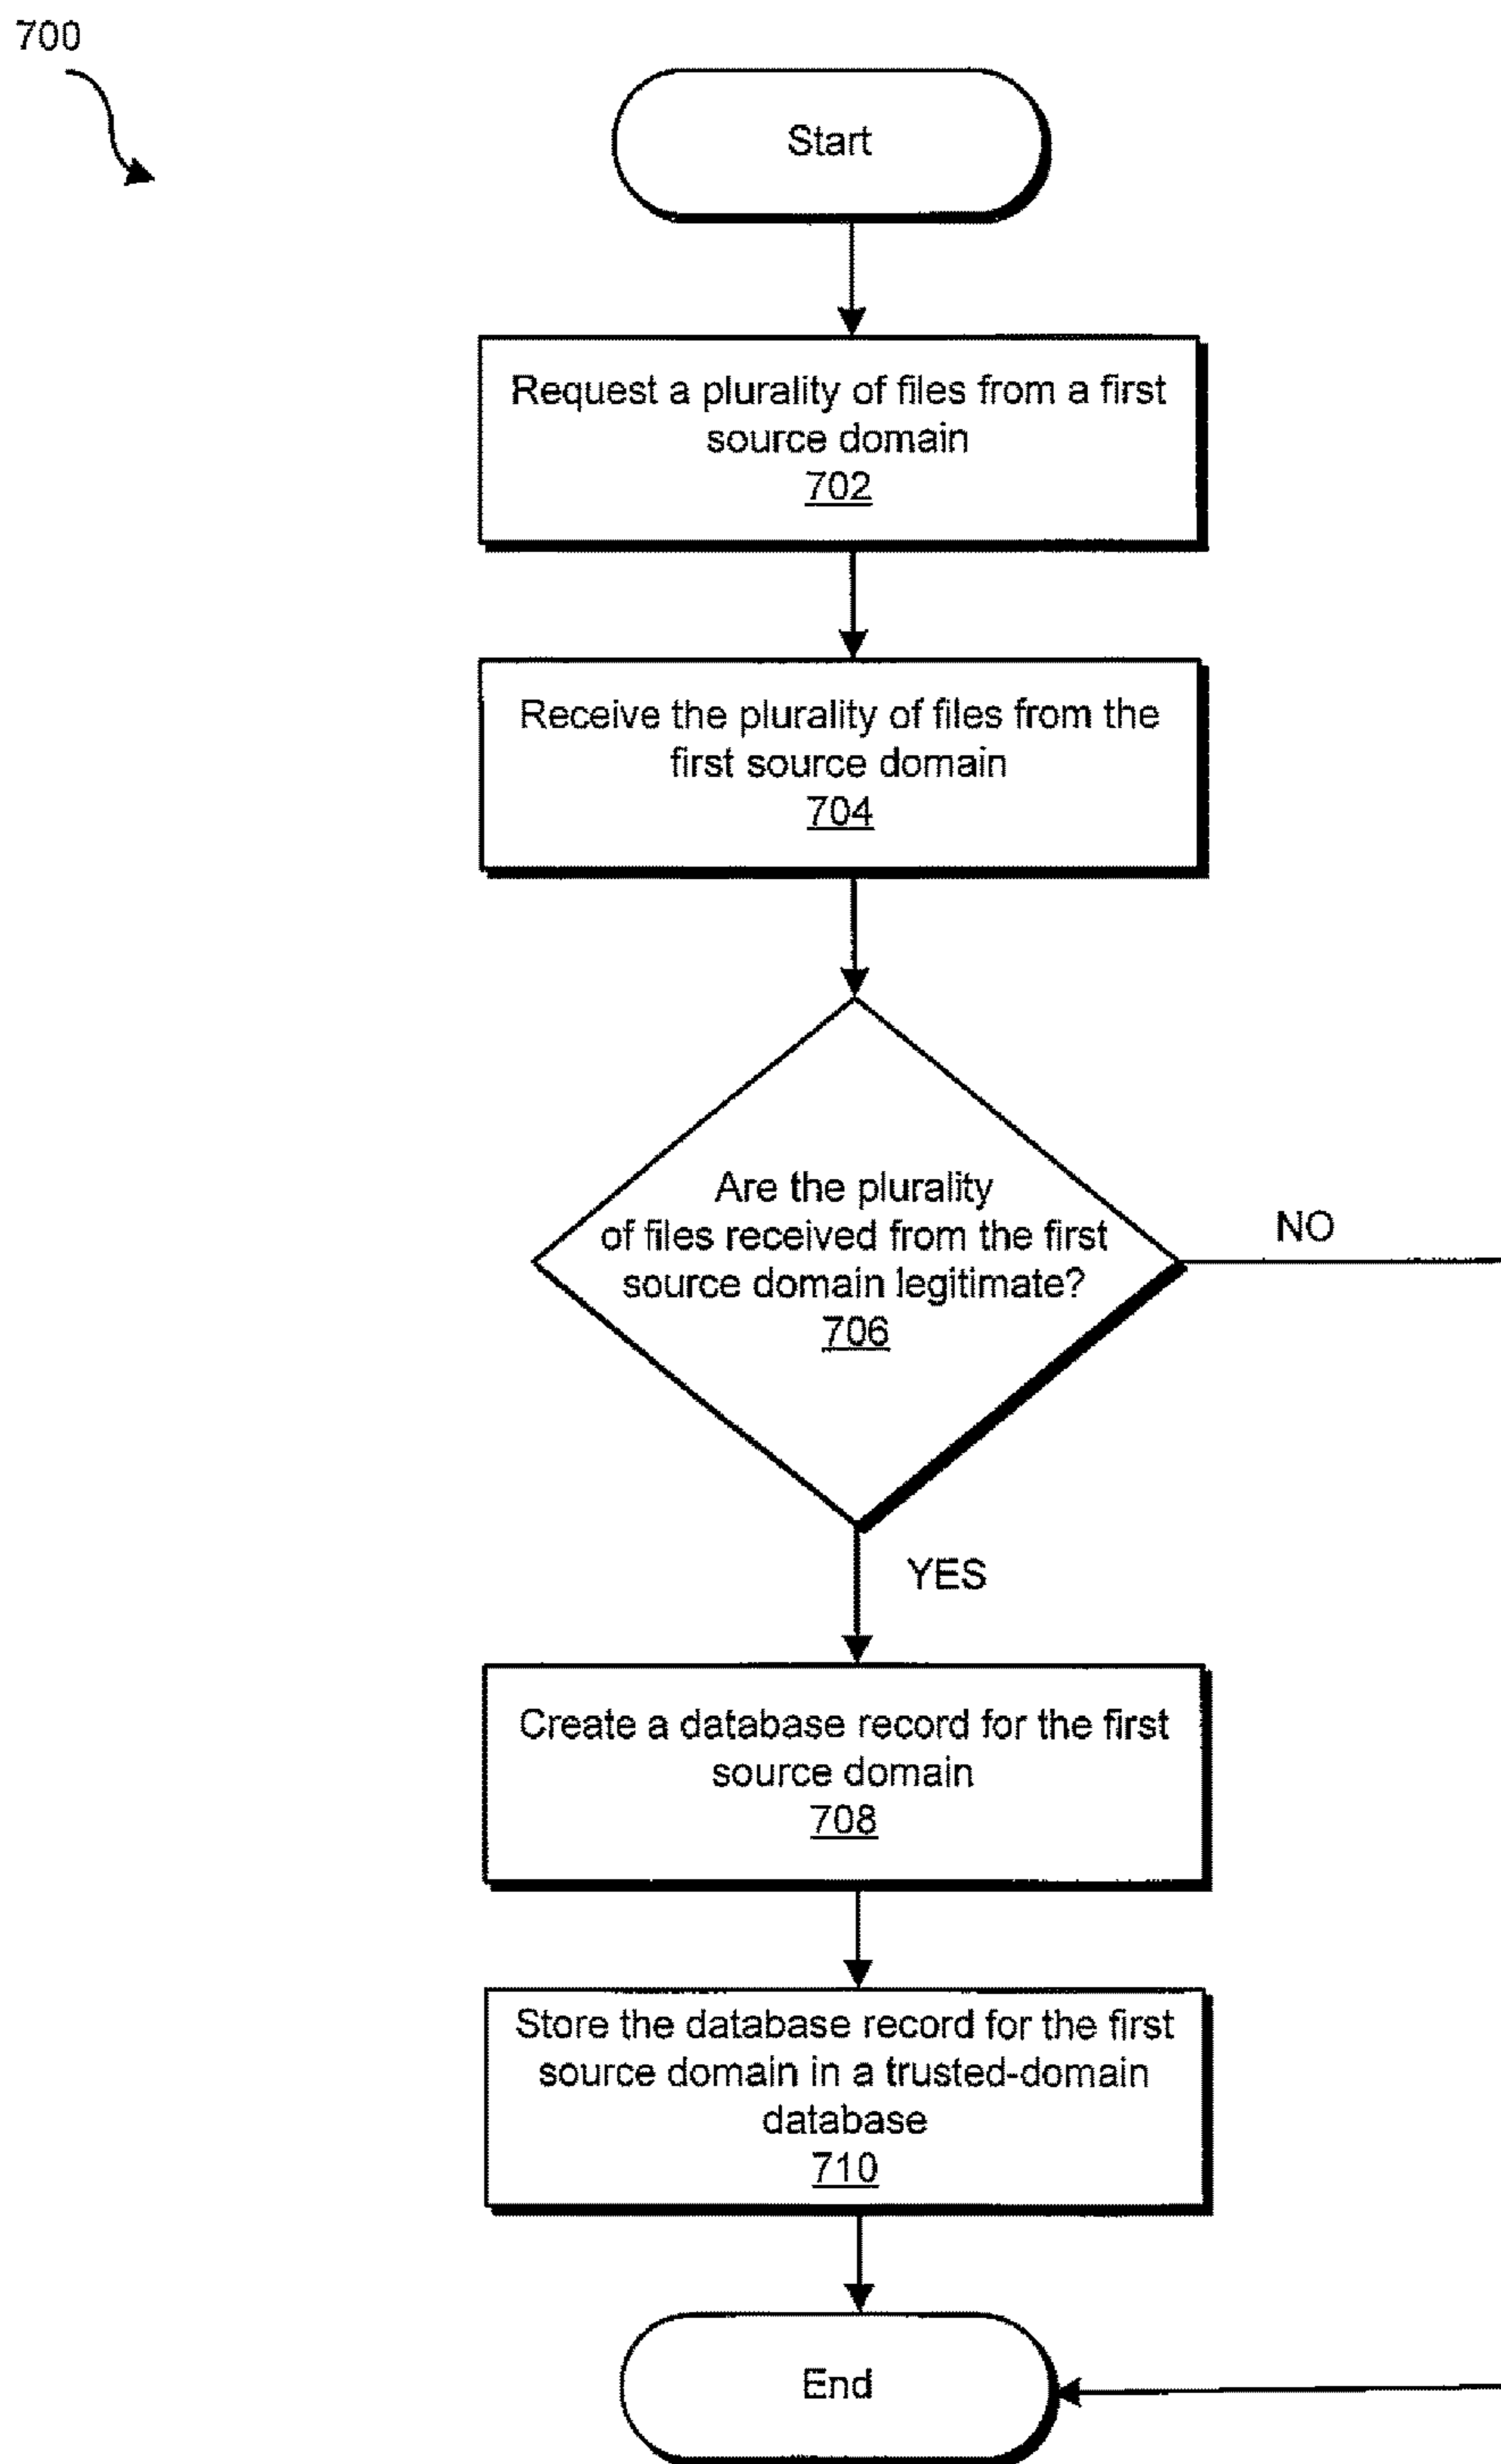 700
Start
Request a plurality of files from a first
source domain
702
Receive the plurality of files from the
first source domain
704
Are the plurality
of files received from the first
source domain legitimate?
706
NO
YES
Create a database record for the first
source domain
708
Store the database record for the first
source domain in a trusted-domain
database
710
End